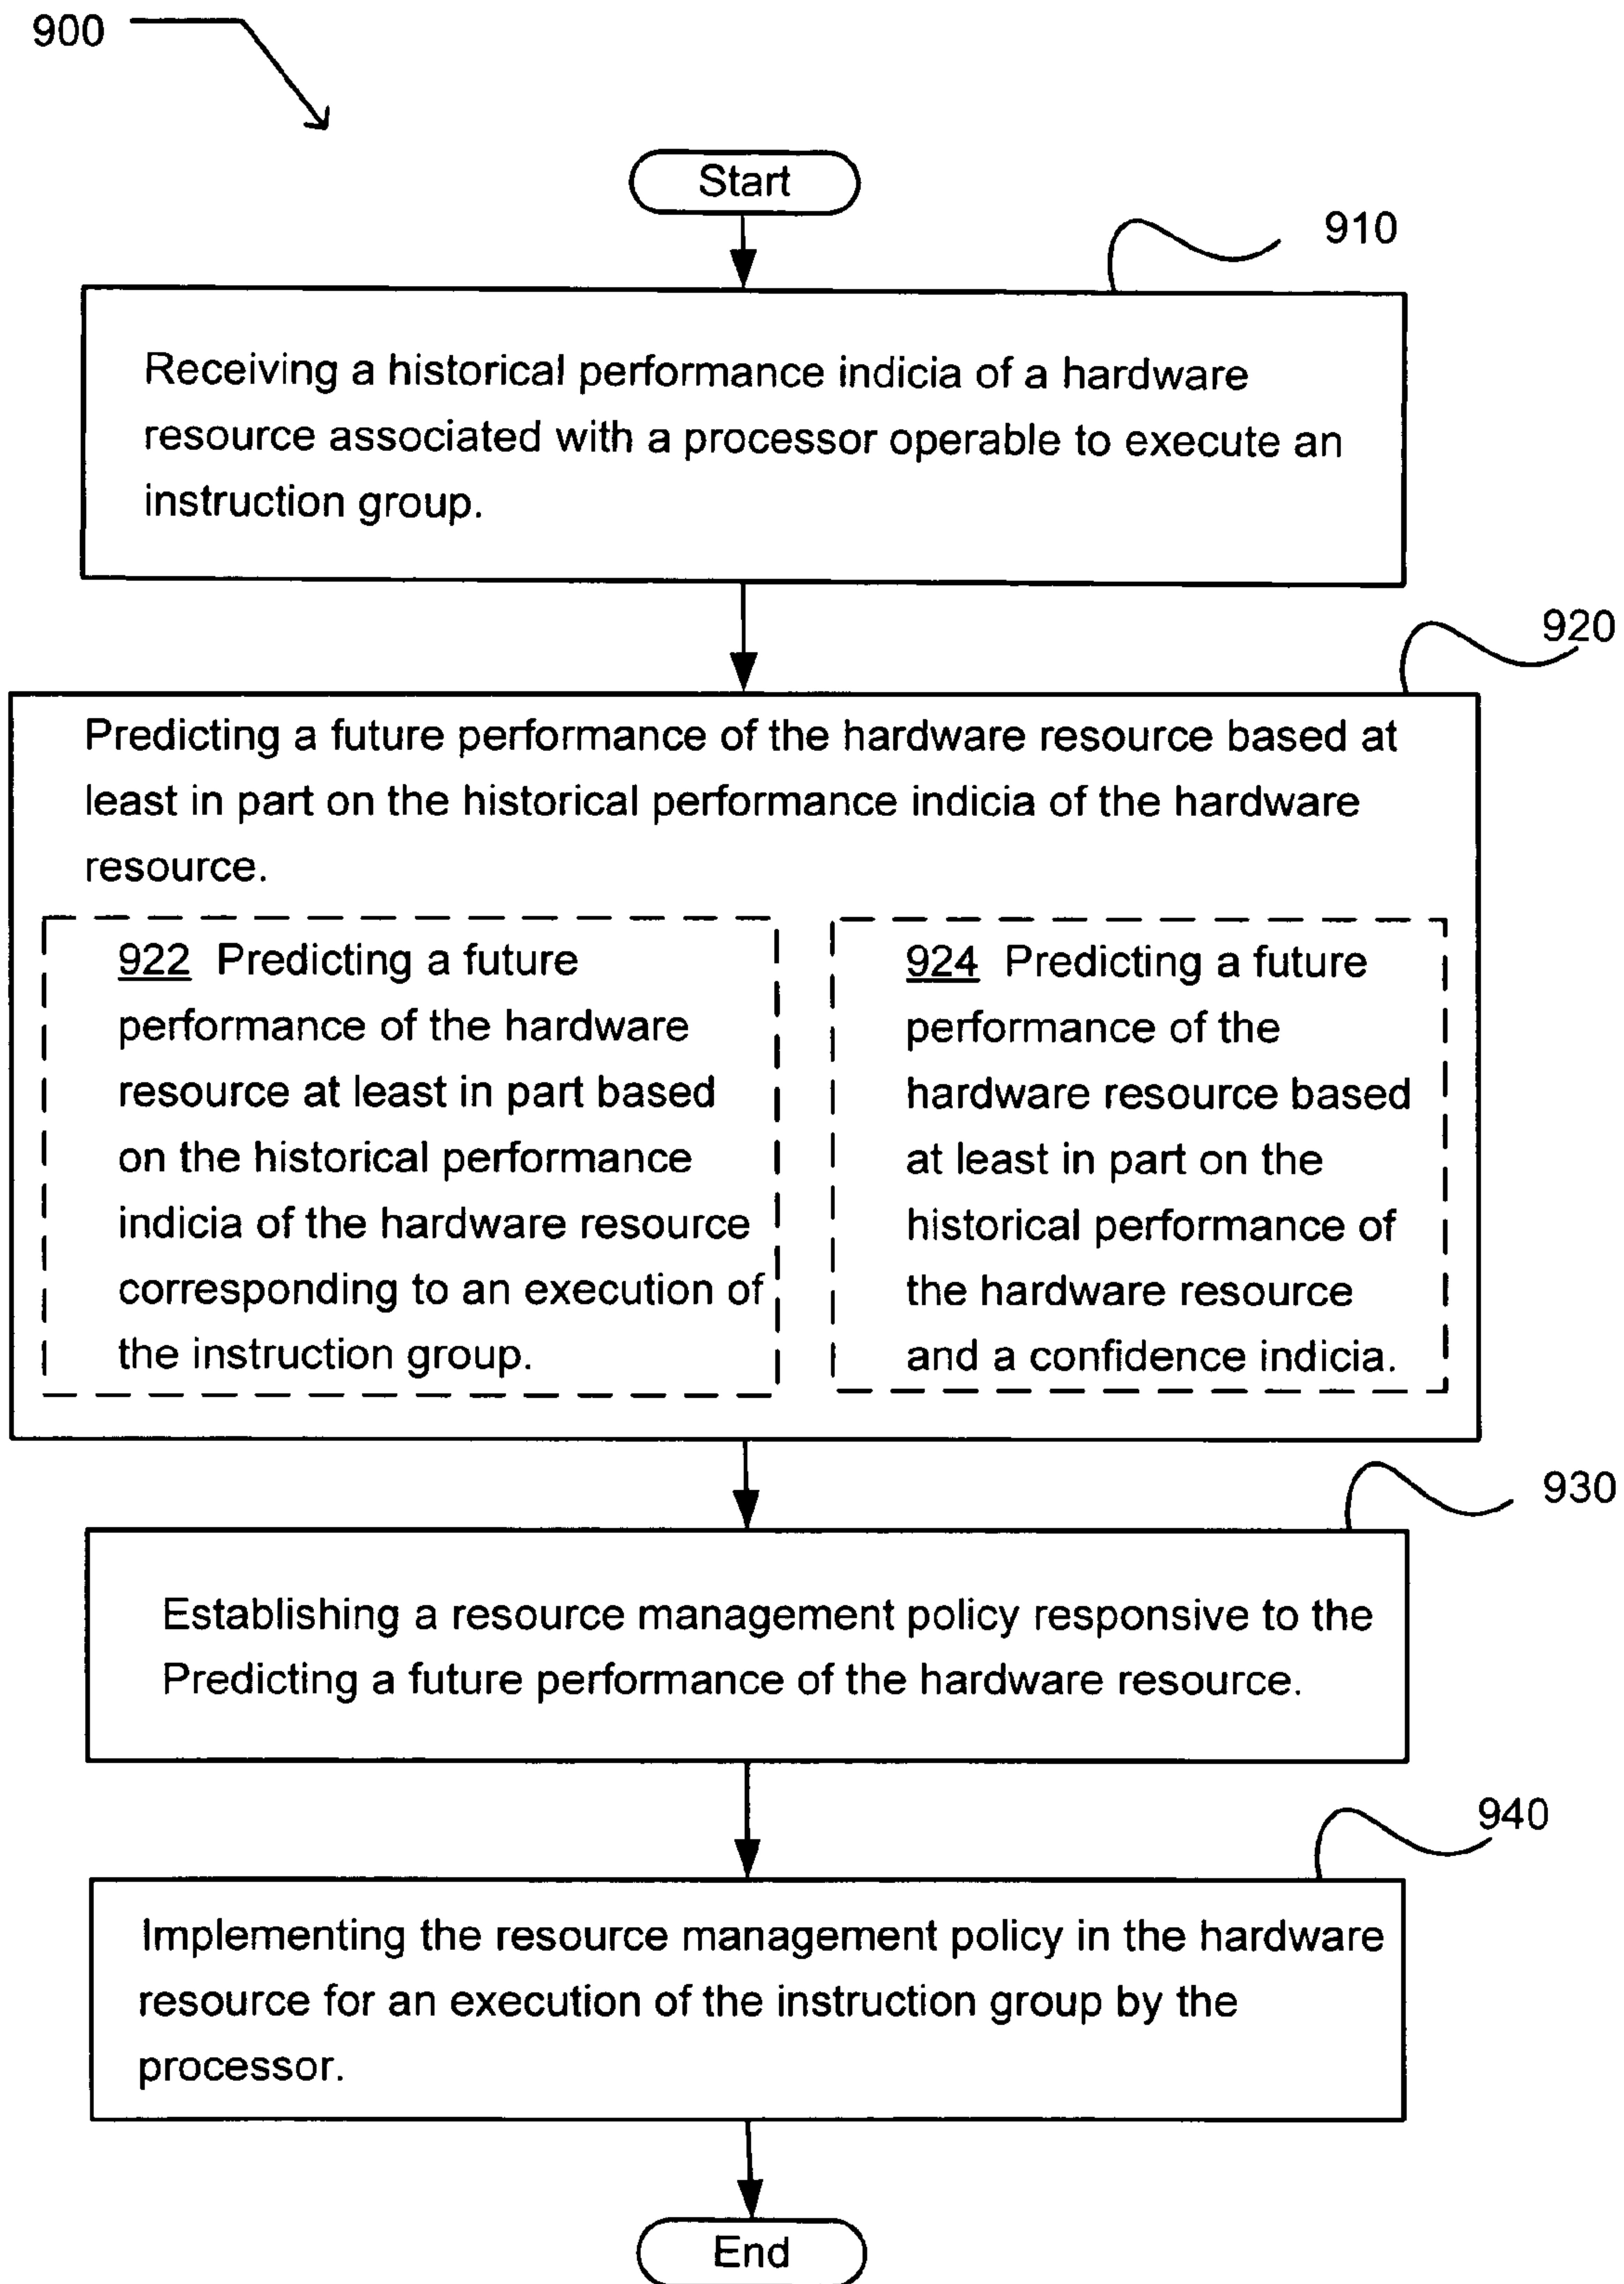 900
Start
910
Receiving a historical performance indicia of a hardware
resource associated with a processor operable to execute an
instruction group.
920
Predicting a future performance of the hardware resource based at
least in part on the historical performance indicia of the hardware
resource.
922 Predicting a future
performance of the hardware
resource at least in part based
on the historical performance
indicia of the hardware resource
corresponding to an execution of
the instruction group.
924 Predicting a future
performance of the
hardware resource based
at least in part on the
historical performance of
the hardware resource
and a confidence indicia.
930
Establishing a resource management policy responsive to the
Predicting a future performance of the hardware resource.
940
Implementing the resource management policy in the hardware
resource for an execution of the instruction group by the
processor.
End